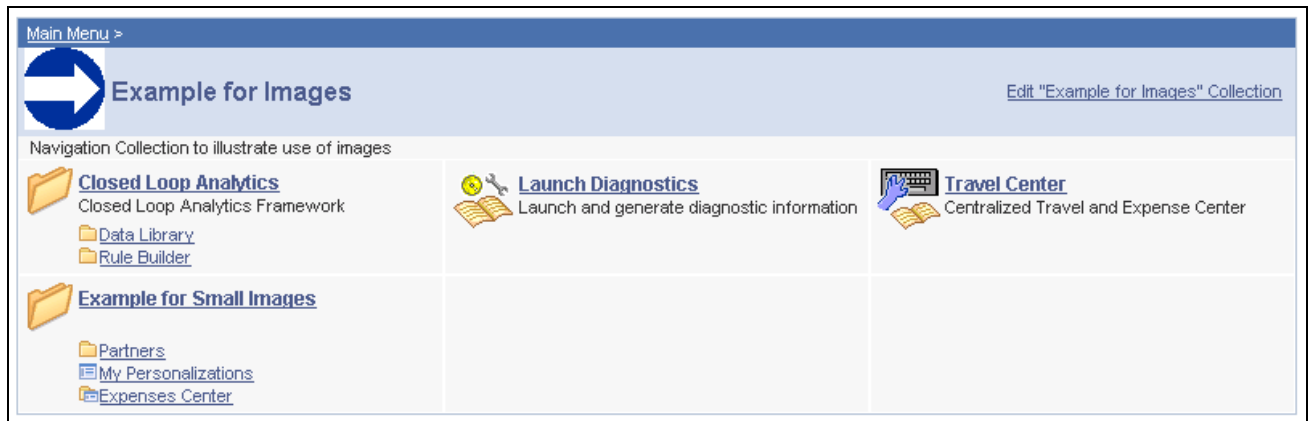 Main Menu >
Example for Images
Edit "Example for Images" Collection
Navigation Collection to illustrate use of images
Closed Loop Analytics
Closed Loop Analytics Framework
Data Library
Rule Builder
Launch Diagnostics
Launch and generate diagnostic information
Travel Center
Centralized Travel and Expense Center
Example for Small Images
Partners
My Personalizations
Expenses Center